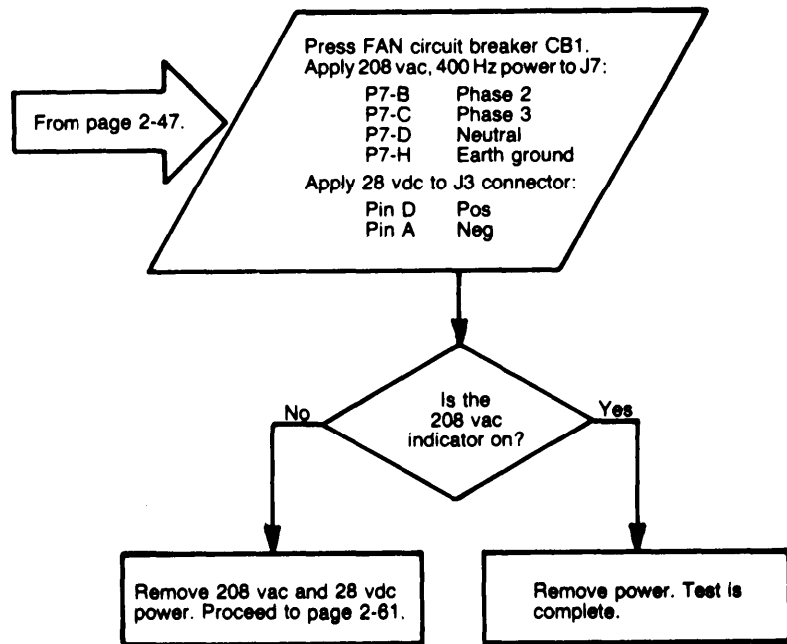 From page 2-47.
Press FAN circuit breaker CB1.
Apply 208 vac, 400 Hz power to J7:
P7-B Phase 2
P7-C Phase 3
P7-D Neutral
P7-H Earth ground
Apply 28 vdc to J3 connector:
Pin D Pos
Pin A Neg
Is the
208 vac
indicator on?
No
Yes
Remove 208 vac and 28 vdc
power. Proceed to page 2-61.
Remove power. Test is
complete.